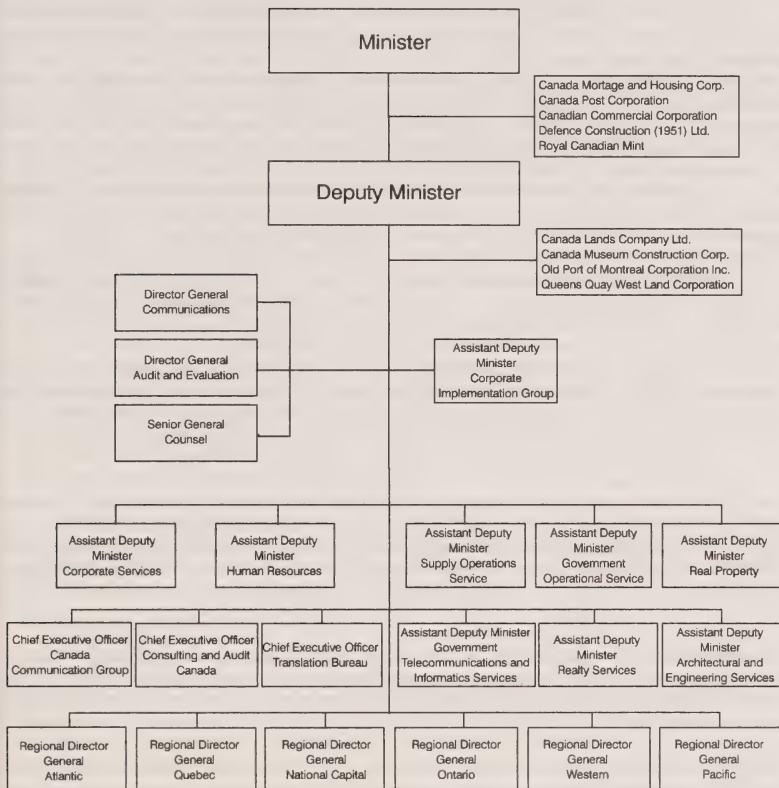 Minister
Canada Mortage and Housing Corp.
Canada Post Corporation
Canadian Commercial Corporation
Defence Construction (1951) Ltd.
Royal Canadian Mint
Deputy Minister
Canada Lands Company Ltd.
Canada Museum Construction Corp.
Old Port of Montreal Corporation Inc.
Queens Quay West Land Corporation
Director General
Communications
Director General
Audit and Evaluation
Senior General
Counsel
Assistant Deputy
Minister
Corporate
Implementation Group
Assistant Deputy
Minister
Corporate Services
Assistant Deputy
Minister
Human Resources
Assistant Deputy
Minister
Supply Operations
Service
Assistant Deputy
Minister
Government
Operational Service
Assistant Deputy
Minister
Real Property
Chief Executive Officer
Canada
Communication Group
Chief Executive Officer
Consulting and Audit
Canada
Chief Executive Officer
Translation Bureau
Assistant Deputy Minister
Government
Telecommunications and
Informatics Services
Assistant Deputy
Minister
Realty Services
Assistant Deputy
Minister
Architectural and
Engineering Services
Regional Director
General
Atlantic
Regional Director
General
Quebec
Regional Director
General
National Capital
Regional Director
General
Ontario
Regional Director
General
Western
Regional Director
General
Pacific